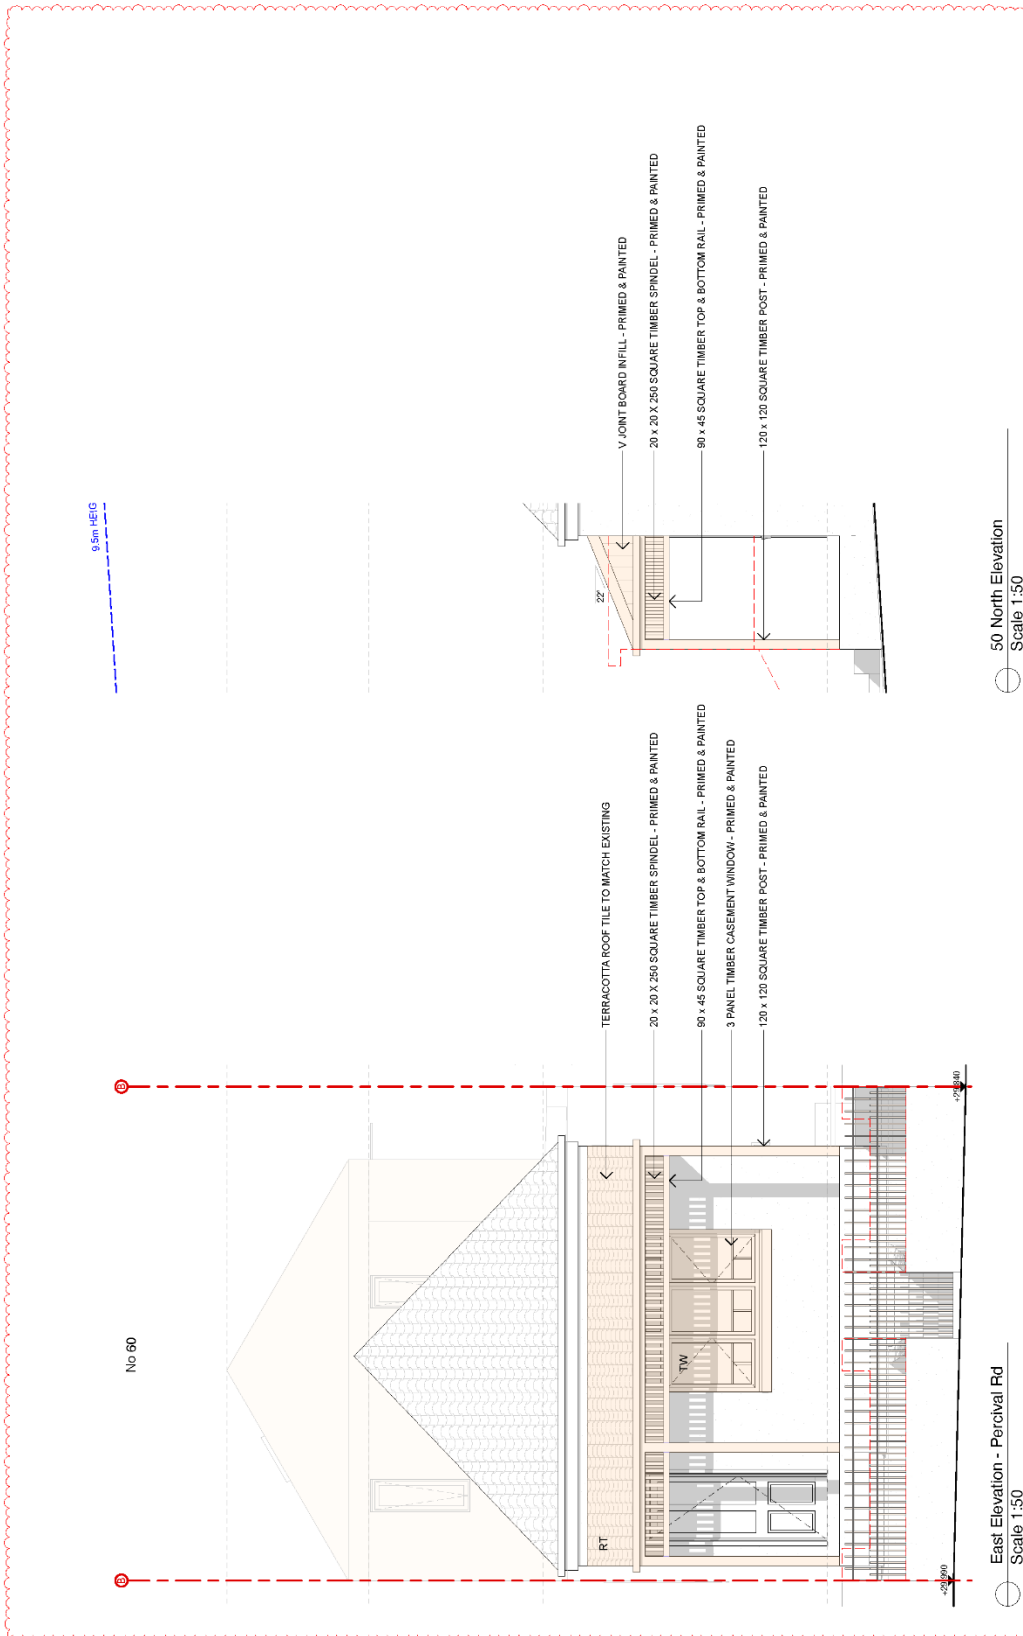 No 60
B
B
TERRACOTTA ROOF TILE TO MATCH EXISTING
20 x 20 X 250 SQUARE TIMBER SPINDEL - PRIMED & PAINTED
90 x 45 SQUARE TIMBER TOP & BOTTOM RAIL - PRIMED & PAINTED
3 PANEL TIMBER CASEMENT WINDOW - PRIMED & PAINTED
120 x 120 SQUARE TIMBER POST - PRIMED & PAINTED
RT
TW
East Elevation - Percival Rd
Scale 1:50
9.5m HEIG
22°
V JOINT BOARD INFILL - PRIMED & PAINTED
20 x 20 X 250 SQUARE TIMBER SPINDEL - PRIMED & PAINTED
90 x 45 SQUARE TIMBER TOP & BOTTOM RAIL - PRIMED & PAINTED
120 x 120 SQUARE TIMBER POST - PRIMED & PAINTED
50 North Elevation
Scale 1:50